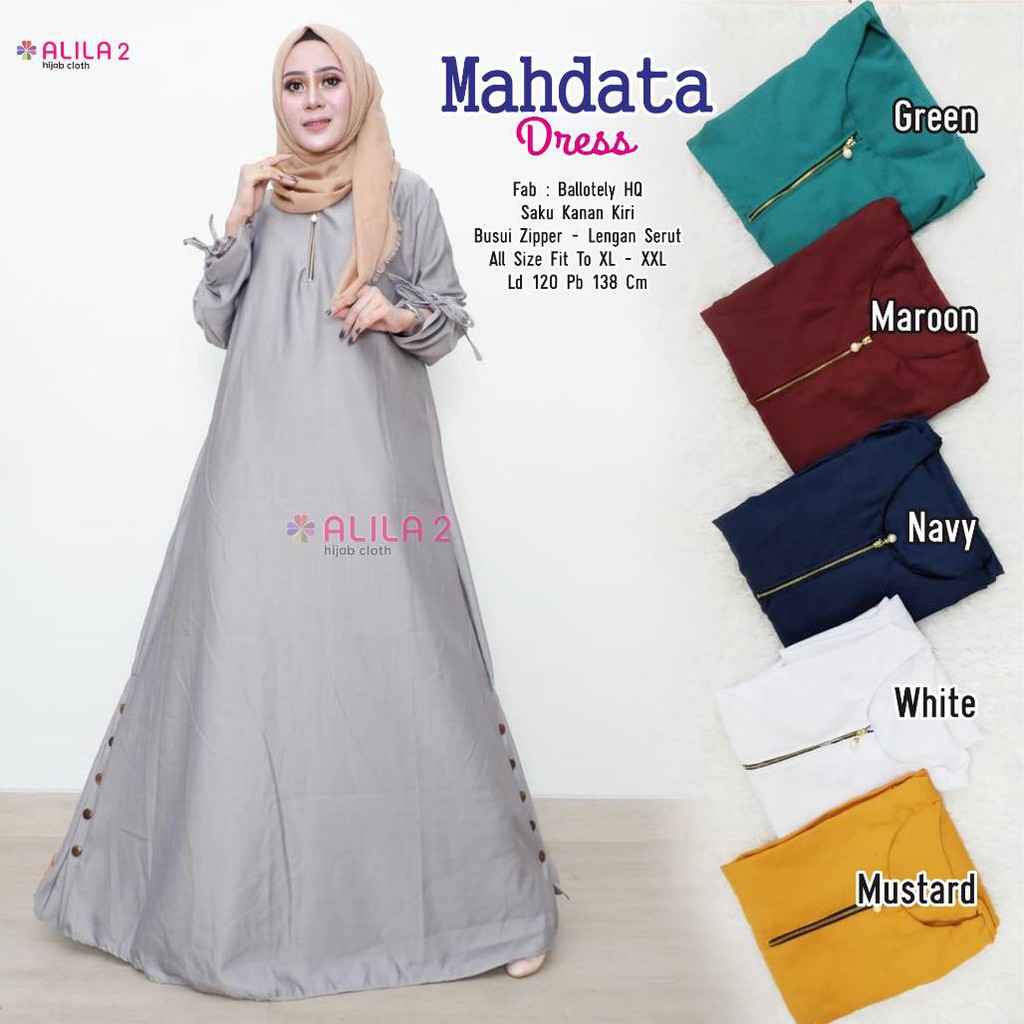 ALILA 2
hijab cloth
Mahdata
Dress
Fab : Ballotely HQ
Saku Kanan Kiri
Busui Zipper - Lengan Serut
All Size Fit To XL - XXL
Ld 120 Pb 138 Cm
Green
Maroon
Navy
White
Mustard
ALILA 2
hijab cloth